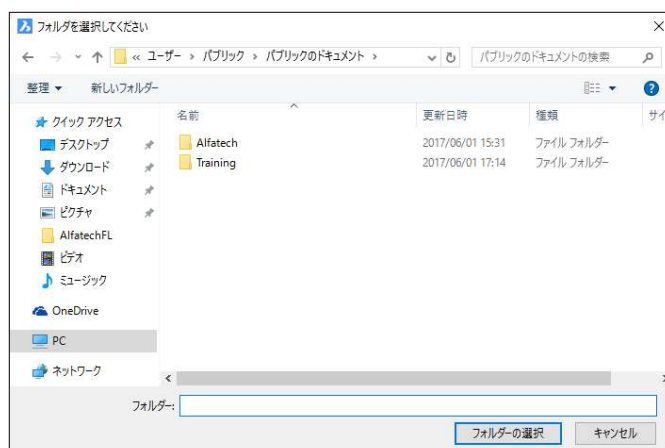 フォルダを選択してください
« ユーザー > パブリック > パブリックのドキュメント >
パブリックのドキュメントの検索
整理 新しいフォルダー
名前 更新日時 種類 サイ
クイック アクセス
デスクトップ
ダウンロード
ドキュメント
ピクチャ
AlfatechFL
ビデオ
ミュージック
OneDrive
PC
ネットワーク
Alfatech 2017/06/01 15:31 ファイル フォルダー
Training 2017/06/01 17:14 ファイル フォルダー
フォルダー:
フォルダーの選択 キャンセル